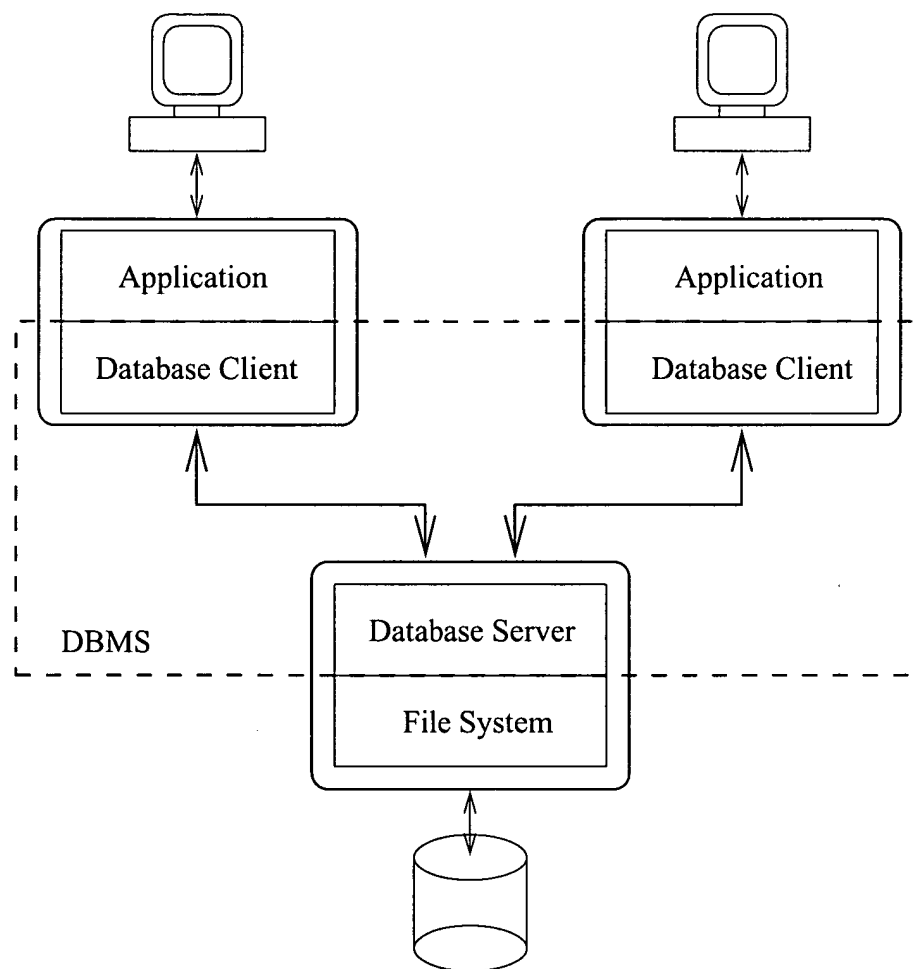 Application
Application
Database Client
Database Client
DBMS
Database Server
File System